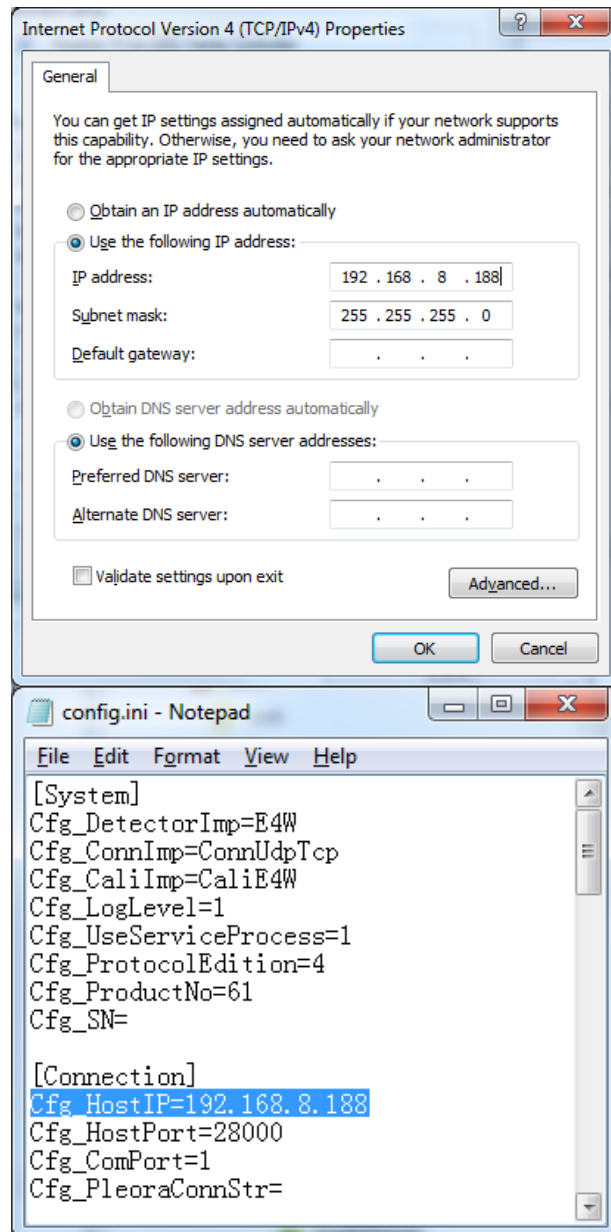 Internet Protocol Version 4 (TCP/IPv4) Properties
General
You can get IP settings assigned automatically if your network supports
this capability. Otherwise, you need to ask your network administrator
for the appropriate IP settings.
Obtain an IP address automatically
Use the following IP address:
IP address: 192 . 168 . 8 . 188
Subnet mask: 255 . 255 . 255 . 0
Default gateway: . . .
Obtain DNS server address automatically
Use the following DNS server addresses:
Preferred DNS server: . . .
Alternate DNS server: . . .
Validate settings upon exit
Advanced...
OK Cancel
config.ini - Notepad
File Edit Format View Help
[System]
Cfg_DetectorImp=E4W
Cfg_ConnImp=ConnUdpTcp
Cfg_CaliImp=CaliE4W
Cfg_LogLevel=1
Cfg_UseServiceProcess=1
Cfg_ProtocolEdition=4
Cfg_ProductNo=61
Cfg_SN=
[Connection]
Cfg_HostIP=192.168.8.188
Cfg_HostPort=28000
Cfg_ComPort=1
Cfg_PleoraConnStr=